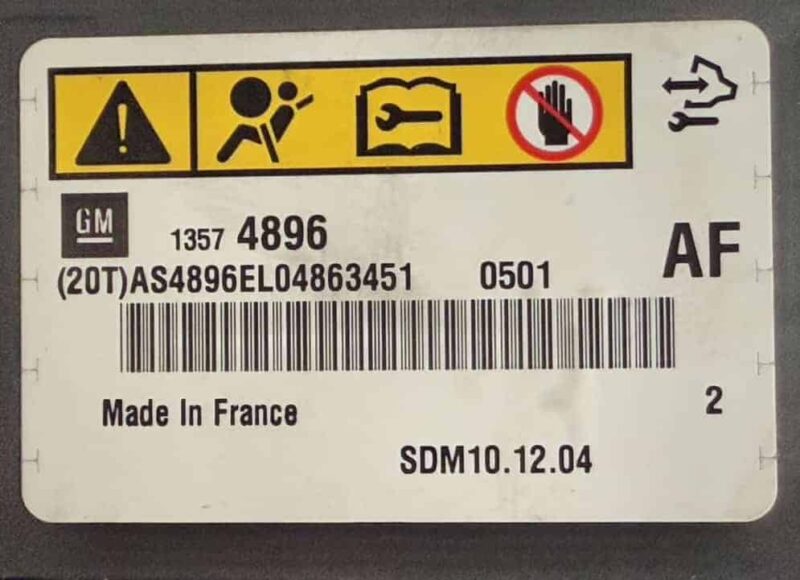 GM
1357 4896
AF
(20T)AS4896EL04863451 0501
Made In France
2
SDM10.12.04